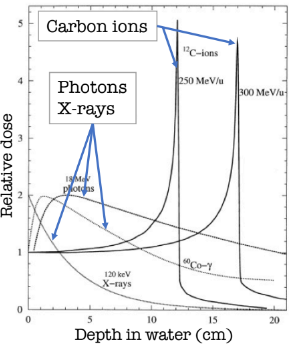 Carbon ions
5
¹²C−ions
250 MeV/u
300 MeV/u
Photons
X-rays
4
3
2
1
0
18 MeV
photons
⁶⁰Co−γ
120 keV
X−rays
0
5
10
15
20
Relative dose
Depth in water (cm)